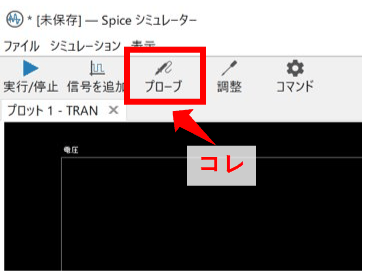 * [未保存] — Spice シミュレーター
ファイル シミュレーション 表示
実行/停止 信号を追加 プローブ 調整 コマンド
プロット 1 - TRAN ×
電圧
コレ